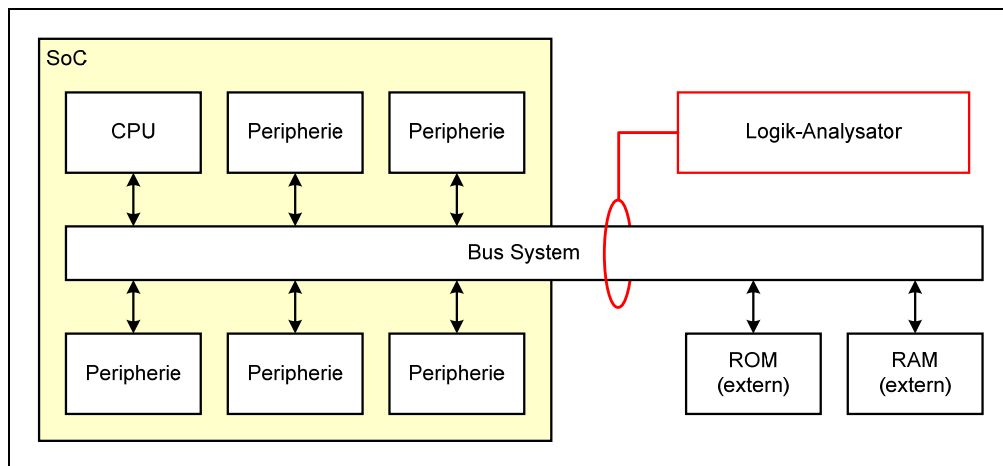 SoC
CPU
Peripherie
Peripherie
Logik-Analysator
Bus System
Peripherie
Peripherie
Peripherie
ROM
(extern)
RAM
(extern)